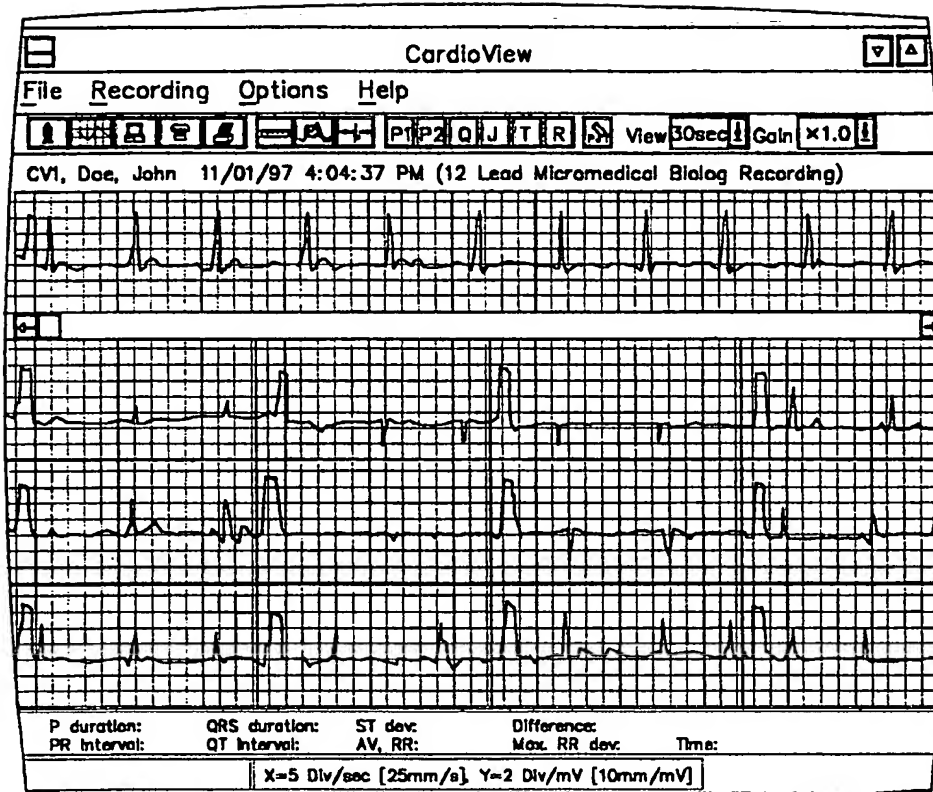 CardioView
File Recording Options Help
P1 P2 Q J T R View 30sec Gain ×1.0
CV1, Doe, John 11/01/97 4:04:37 PM (12 Lead Micromedical Biolog Recording)
P duration: QRS duration: ST dev: Difference:
PR Interval: QT Interval: AV, RR: Max. RR dev: Time:
X=5 Div/sec [25mm/s], Y=2 Div/mV [10mm/mV]